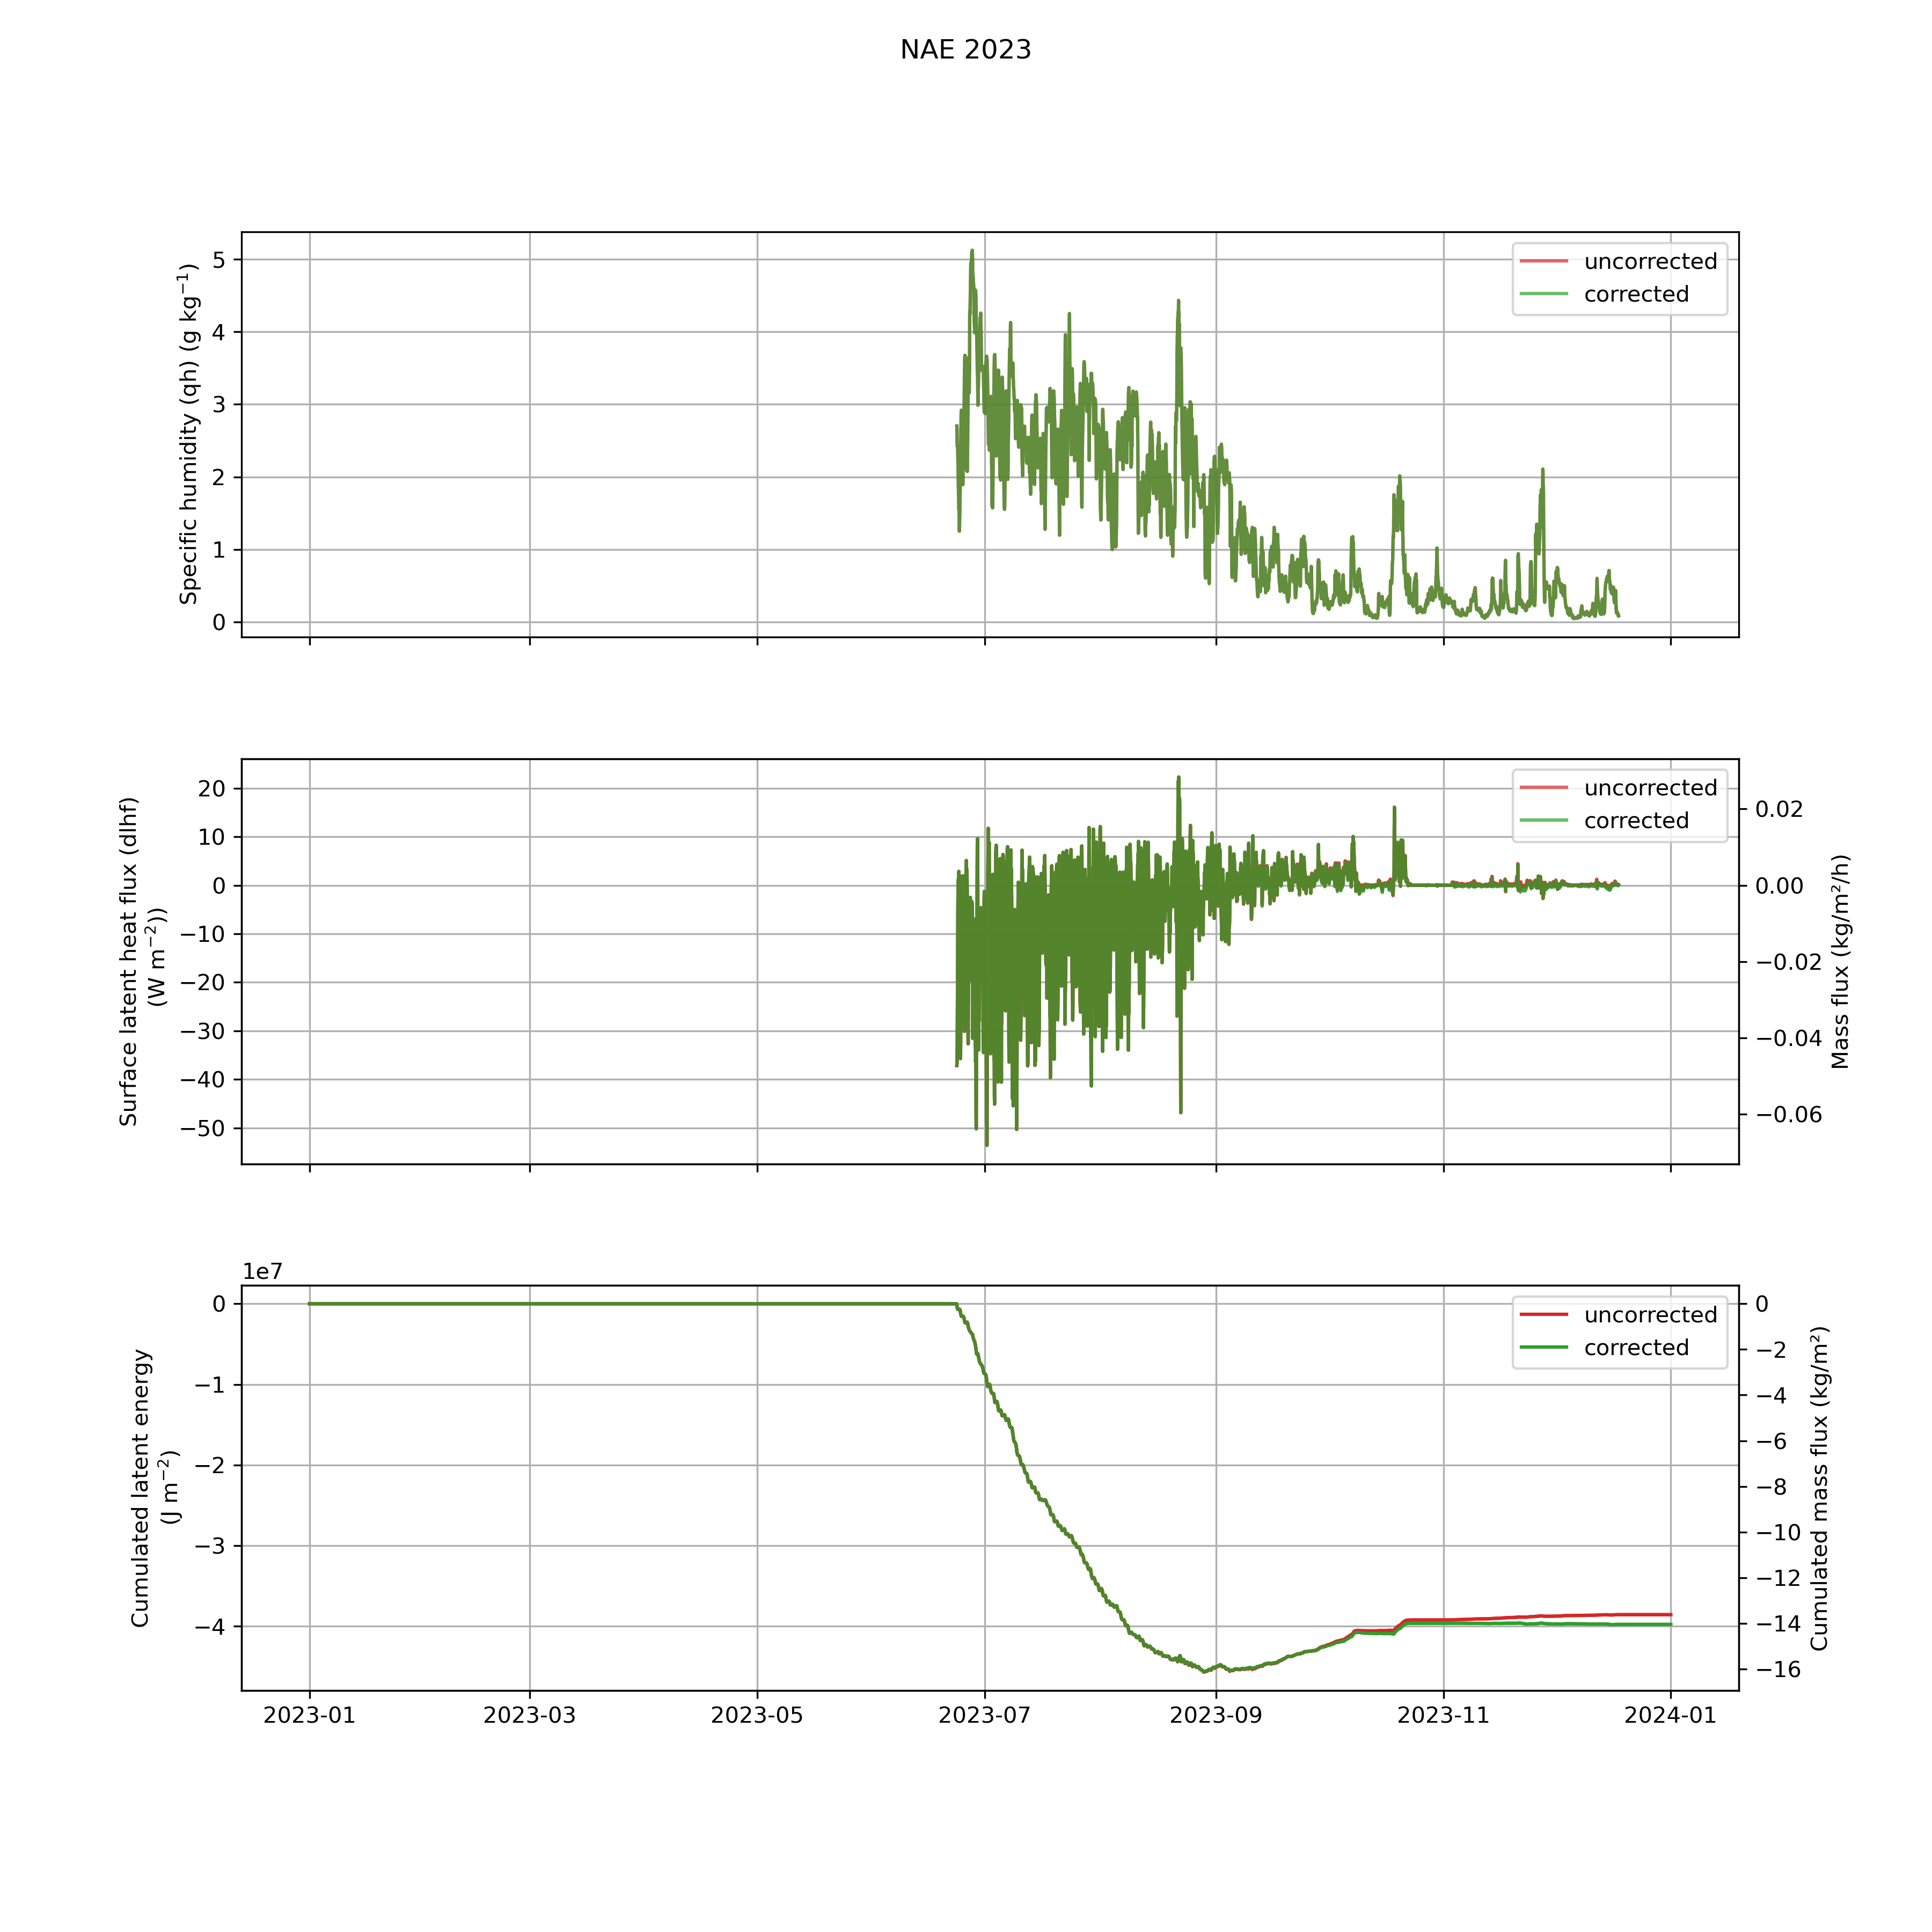 NAE 2023
Specific humidity (qh) (g kg⁻¹)
5
4
3
2
1
0
uncorrected
corrected
Surface latent heat flux (dlhf)
(W m⁻²))
20
10
0
−10
−20
−30
−40
−50
uncorrected
corrected
0.02
0.00
−0.02
−0.04
−0.06
Mass flux (kg/m²/h)
1e7
Cumulated latent energy
(J m⁻²)
0
−1
−2
−3
−4
uncorrected
corrected
0
−2
−4
−6
−8
−10
−12
−14
−16
Cumulated mass flux (kg/m²)
2023-01 2023-03 2023-05 2023-07 2023-09 2023-11 2024-01